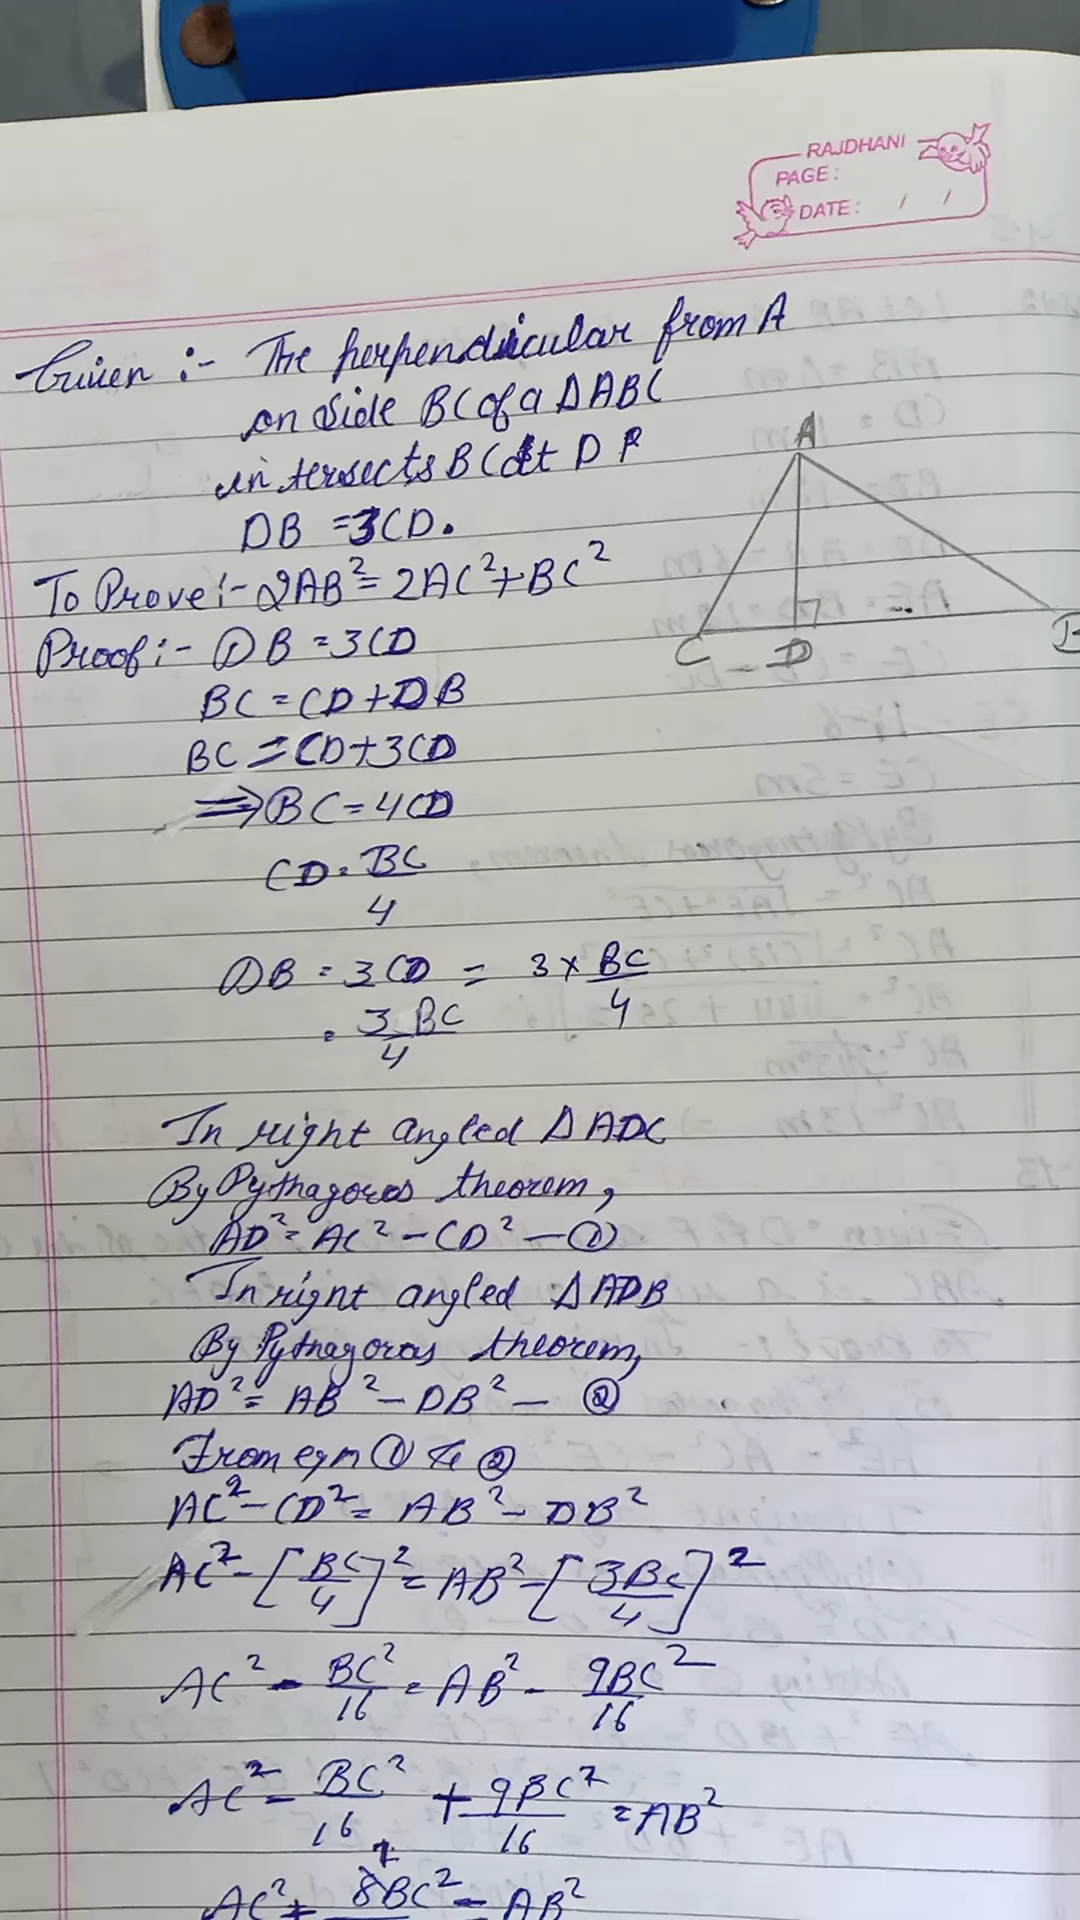 RAJDHANI
PAGE:
DATE: / /
Given :- The perpendicular from A
on side BC of a ΔABC
intersects BC at D &
DB = 3CD.
A
C D B
To Prove :- 2AB² = 2AC² + BC²
Proof :- DB = 3CD
BC = CD + DB
BC = CD + 3CD
⇒ BC = 4CD
CD = BC/4
DB = 3CD = 3 × BC/4
= 3BC/4
In right angled ΔADC
By Pythagoras theorem,
AD² = AC² - CD² - ①
In right angled ΔADB
By Pythagoras theorem,
AD² = AB² - DB² - ②
From eqn ① & ②
AC² - CD² = AB² - DB²
AC² - [BC/4]² = AB² - [3BC/4]²
AC² - BC²/16 = AB² - 9BC²/16
AC² - BC²/16 + 9BC²/16 = AB²
AC² + 8BC² = AB²